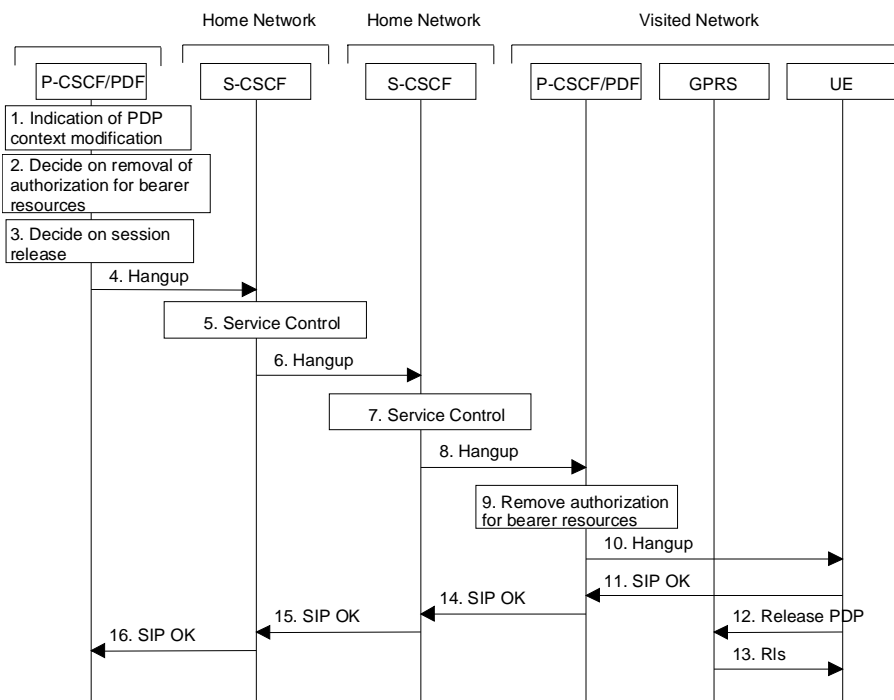 Home Network
Home Network
Visited Network
P-CSCF/PDF
S-CSCF
S-CSCF
P-CSCF/PDF
GPRS
UE
1. Indication of PDP
context modification
2. Decide on removal of
authorization for bearer
resources
3. Decide on session
release
4. Hangup
5. Service Control
6. Hangup
7. Service Control
8. Hangup
9. Remove authorization
for bearer resources
10. Hangup
11. SIP OK
14. SIP OK
15. SIP OK
12. Release PDP
16. SIP OK
13. Rls